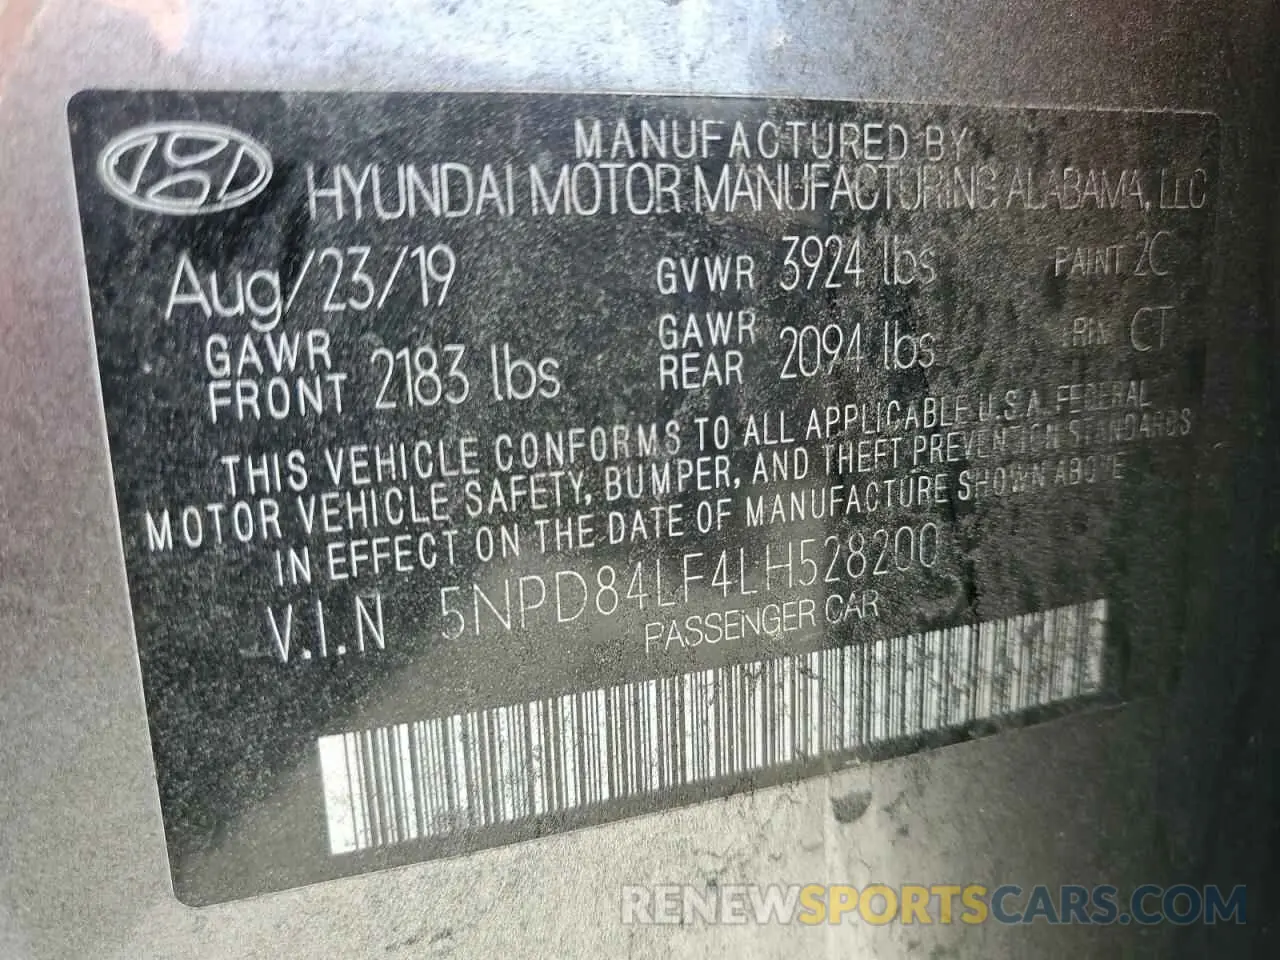 MANUFACTURED BY
HYUNDAI MOTOR MANUFACTURING ALABAMA, LLC
Aug/23/19 GVWR 3924 lbs PAINT 2C
GAWR FRONT 2183 lbs GAWR REAR 2094 lbs CT
THIS VEHICLE CONFORMS TO ALL APPLICABLE U.S.A. FEDERAL
MOTOR VEHICLE SAFETY, BUMPER, AND THEFT PREVENTION STANDARDS
IN EFFECT ON THE DATE OF MANUFACTURE SHOWN ABOVE
V.I.N 5NPD84LF4LH528200
PASSENGER CAR
RENEWSPORTSCARS.COM